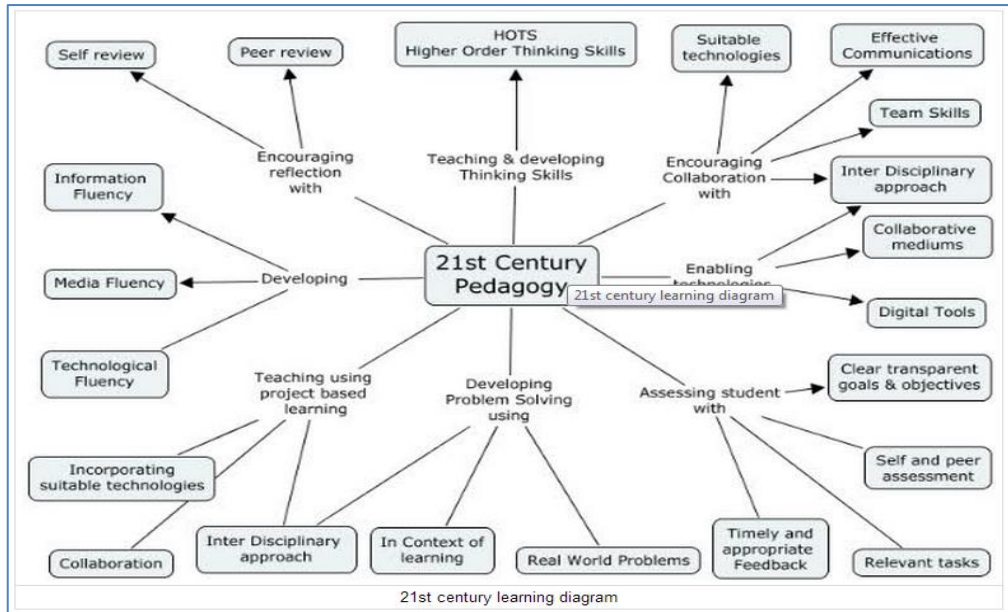 Self review
Peer review
HOTS
Higher Order Thinking Skills
Suitable
technologies
Effective
Communications
Team Skills
Encouraging
reflection
with
Teaching & developing
Thinking Skills
Encouraging
Collaboration
with
Inter Disciplinary
approach
Information
Fluency
Collaborative
mediums
Media Fluency
Developing
21st Century
Pedagogy
Enabling
21st century learning diagram
Digital Tools
Technological
Fluency
Teaching using
project based
learning
Developing
Problem Solving
using
Assessing student
with
Clear transparent
goals & objectives
Incorporating
suitable technologies
Self and peer
assessment
Collaboration
Inter Disciplinary
approach
In Context of
learning
Real World Problems
Timely and
appropriate
Feedback
Relevant tasks
21st century learning diagram